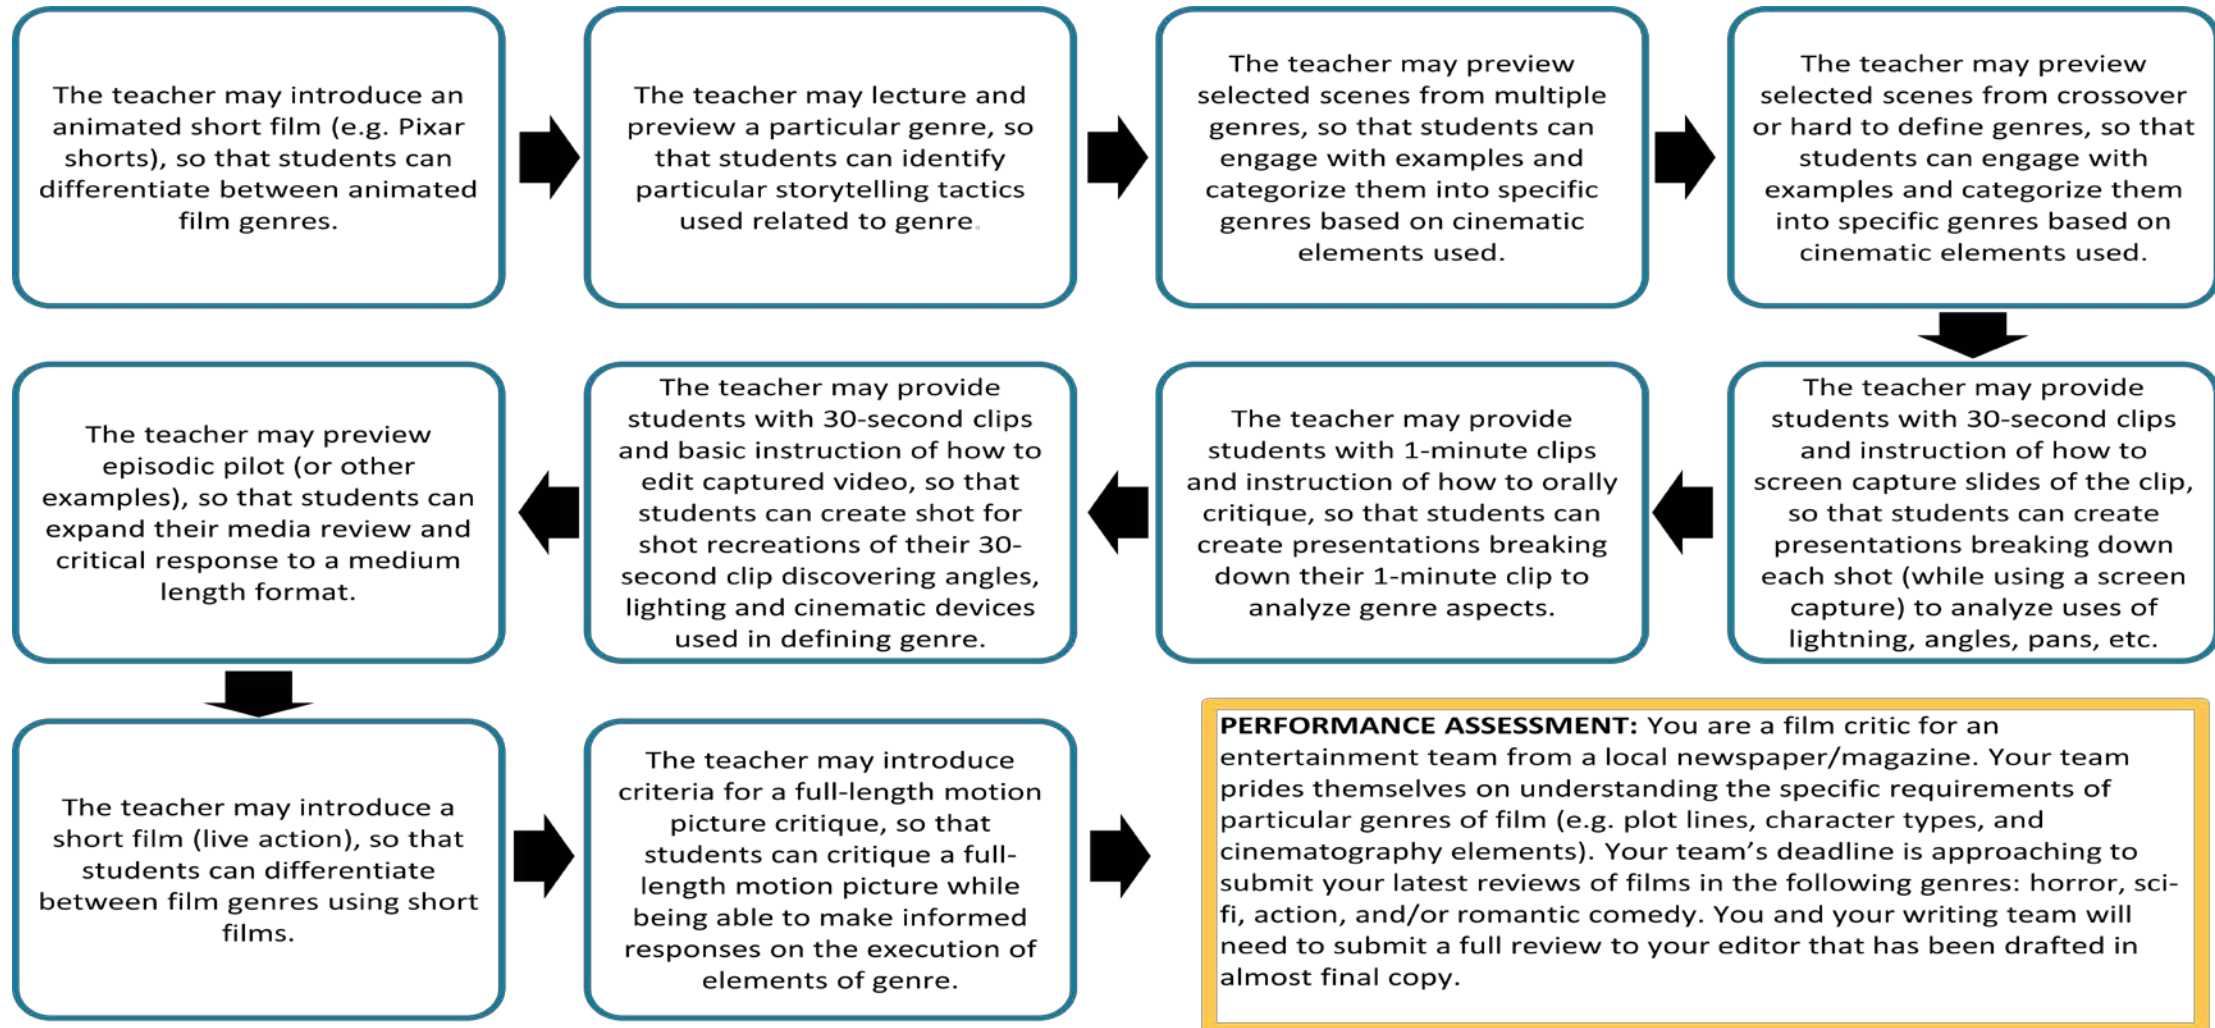 The teacher may introduce an
animated short film (e.g. Pixar
shorts), so that students can
differentiate between animated
film genres.
The teacher may lecture and
preview a particular genre, so
that students can identify
particular storytelling tactics
used related to genre.
The teacher may preview
selected scenes from multiple
genres, so that students can
engage with examples and
categorize them into specific
genres based on cinematic
elements used.
The teacher may preview
selected scenes from crossover
or hard to define genres, so that
students can engage with
examples and categorize them
into specific genres based on
cinematic elements used.
The teacher may provide
students with 30-second clips
and instruction of how to
screen capture slides of the clip,
so that students can create
presentations breaking down
each shot (while using a screen
capture) to analyze uses of
lightning, angles, pans, etc.
The teacher may provide
students with 1-minute clips
and instruction of how to orally
critique, so that students can
create presentations breaking
down their 1-minute clip to
analyze genre aspects.
The teacher may provide
students with 30-second clips
and basic instruction of how to
edit captured video, so that
students can create shot for
shot recreations of their 30-
second clip discovering angles,
lighting and cinematic devices
used in defining genre.
The teacher may preview
episodic pilot (or other
examples), so that students can
expand their media review and
critical response to a medium
length format.
The teacher may introduce a
short film (live action), so that
students can differentiate
between film genres using short
films.
The teacher may introduce
criteria for a full-length motion
picture critique, so that
students can critique a full-
length motion picture while
being able to make informed
responses on the execution of
elements of genre.
PERFORMANCE ASSESSMENT: You are a film critic for an
entertainment team from a local newspaper/magazine. Your team
prides themselves on understanding the specific requirements of
particular genres of film (e.g. plot lines, character types, and
cinematography elements). Your team’s deadline is approaching to
submit your latest reviews of films in the following genres: horror, sci-
fi, action, and/or romantic comedy. You and your writing team will
need to submit a full review to your editor that has been drafted in
almost final copy.